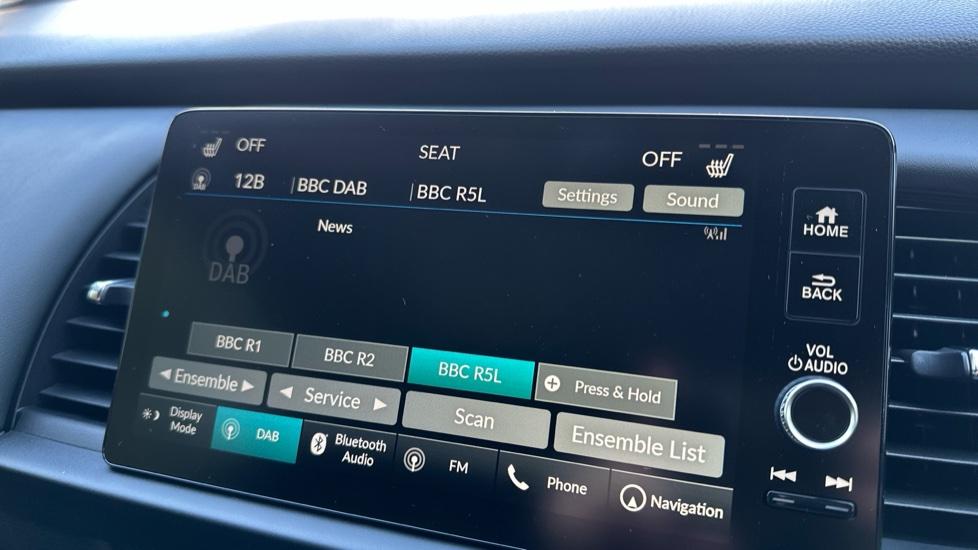 OFF SEAT OFF
DAB 12B |BBC DAB |BBC R5L Settings Sound
News
DAB
HOME
BACK
VOL
AUDIO
BBC R1 BBC R2 BBC R5L Press & Hold
Ensemble Service Scan Ensemble List
Display Mode DAB Bluetooth Audio FM Phone Navigation